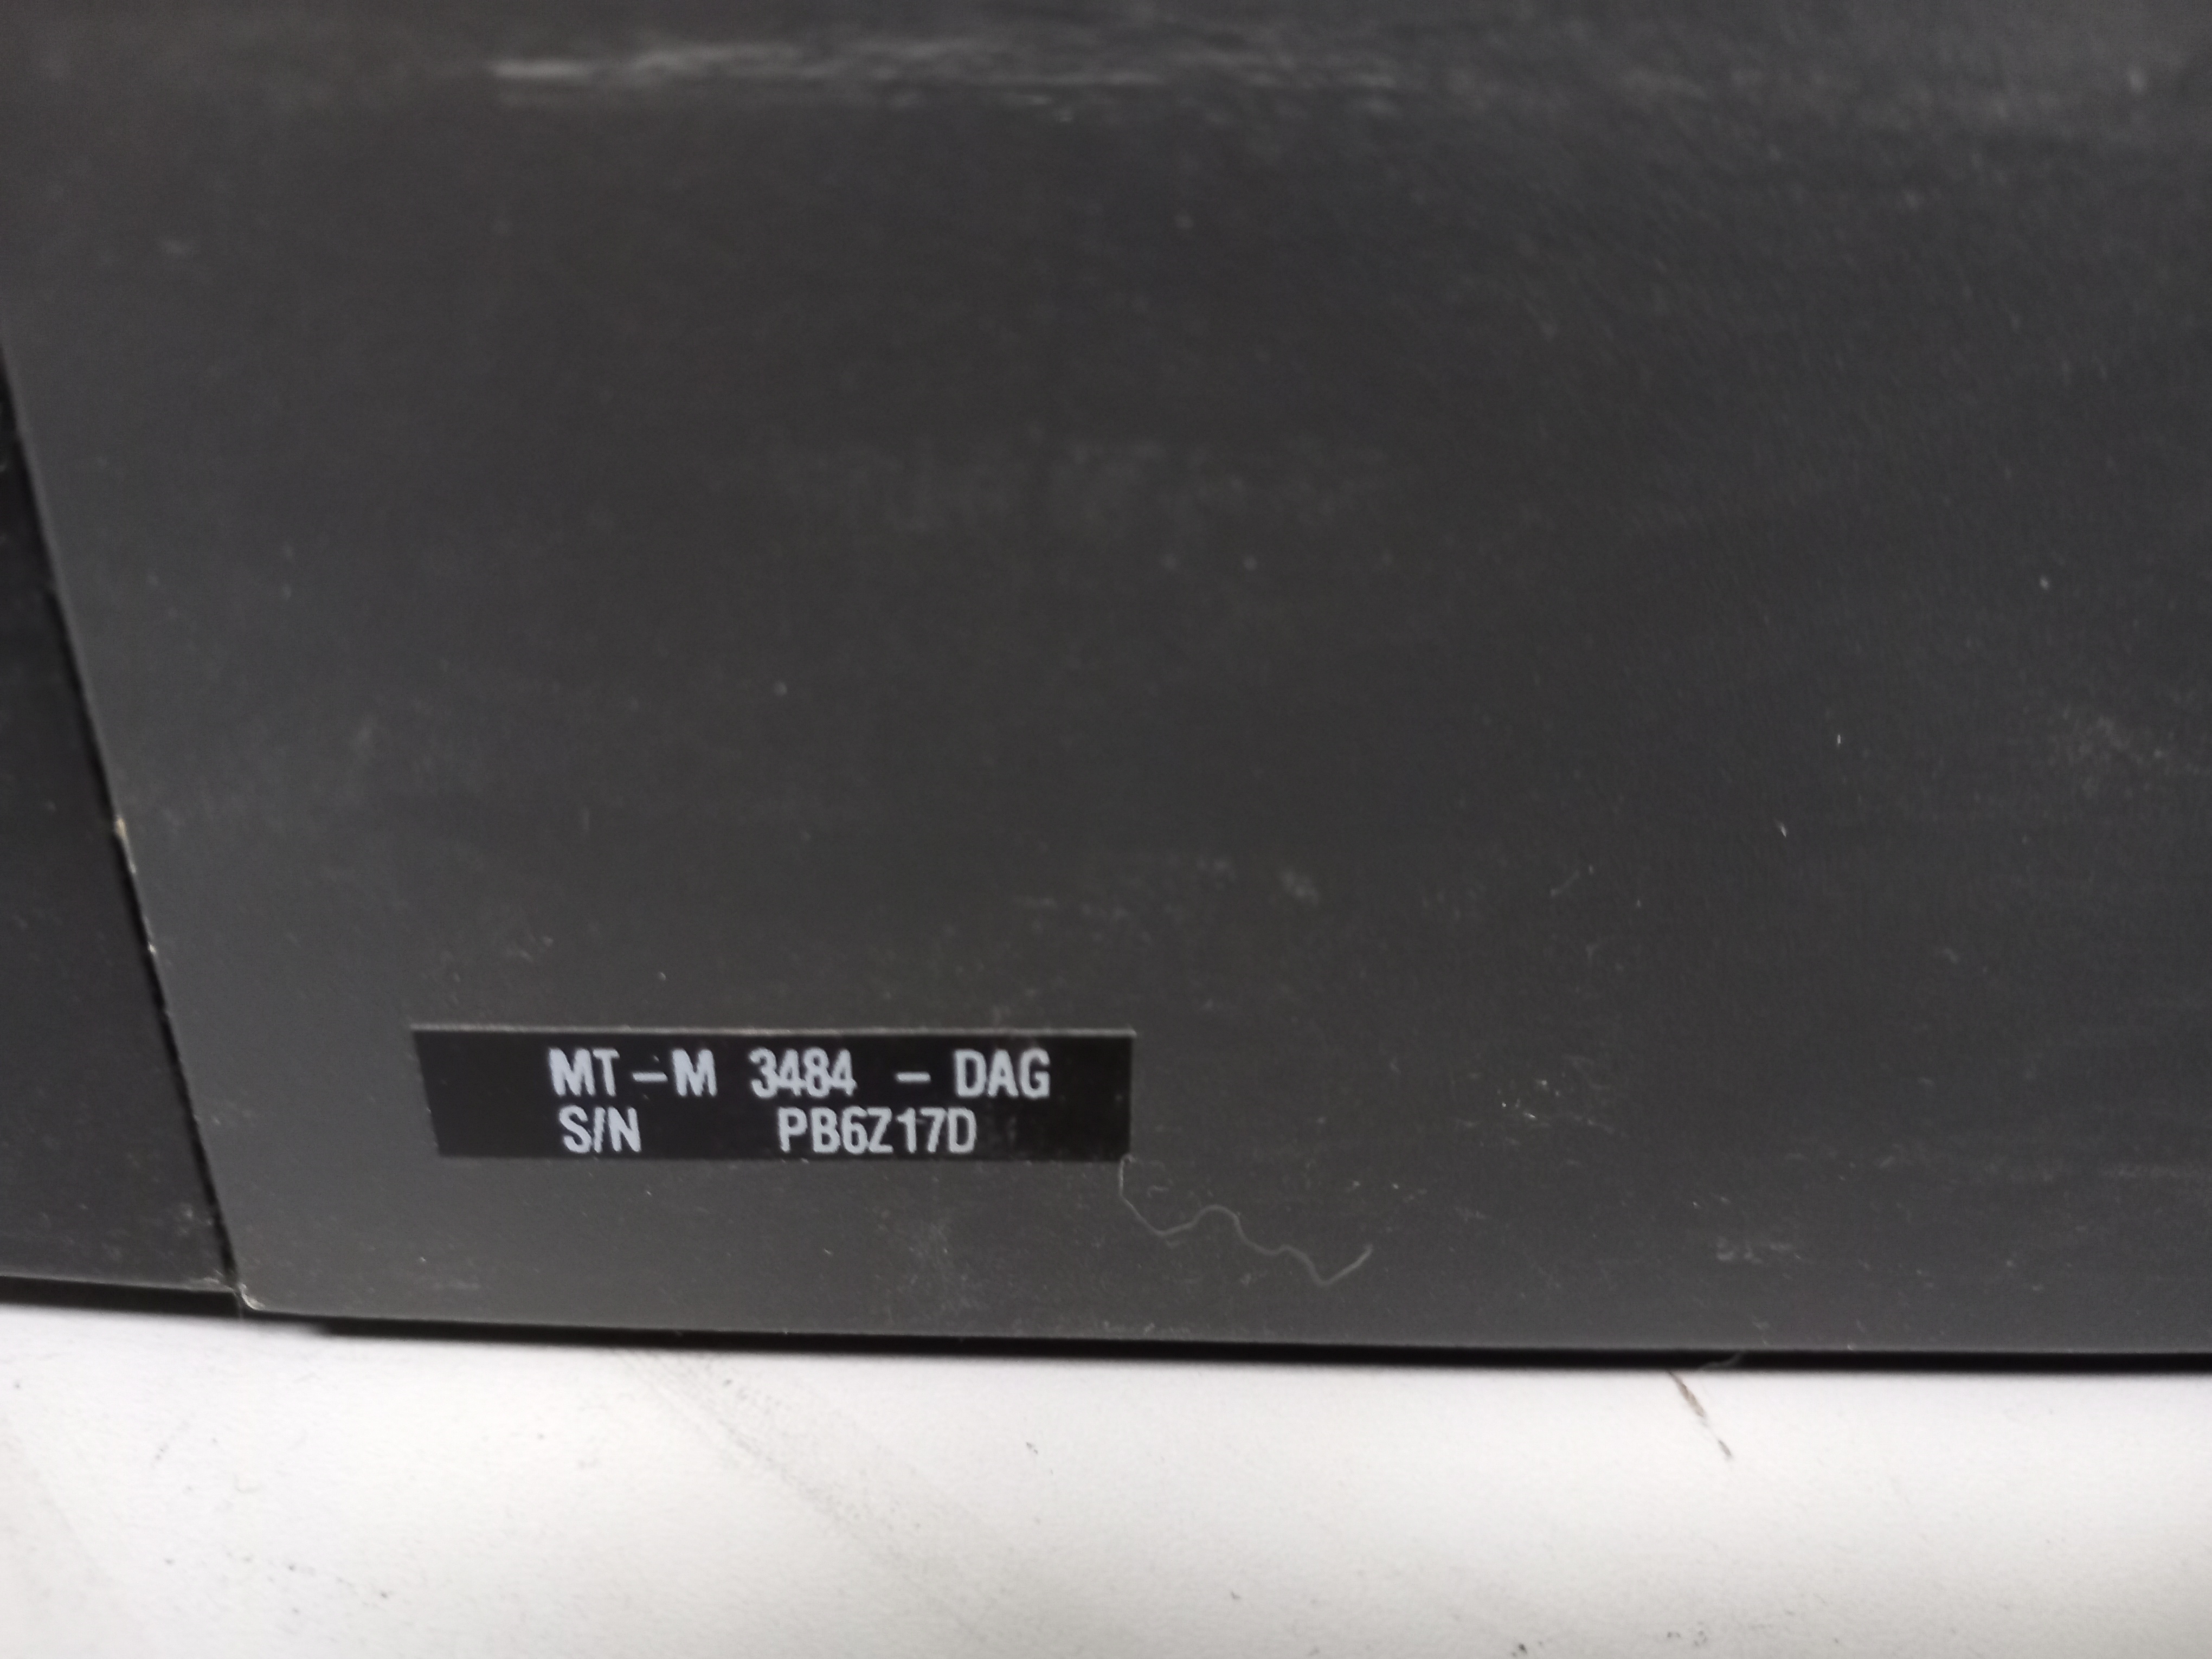 MT-M 3484 - DAG
S/N PB6Z17D